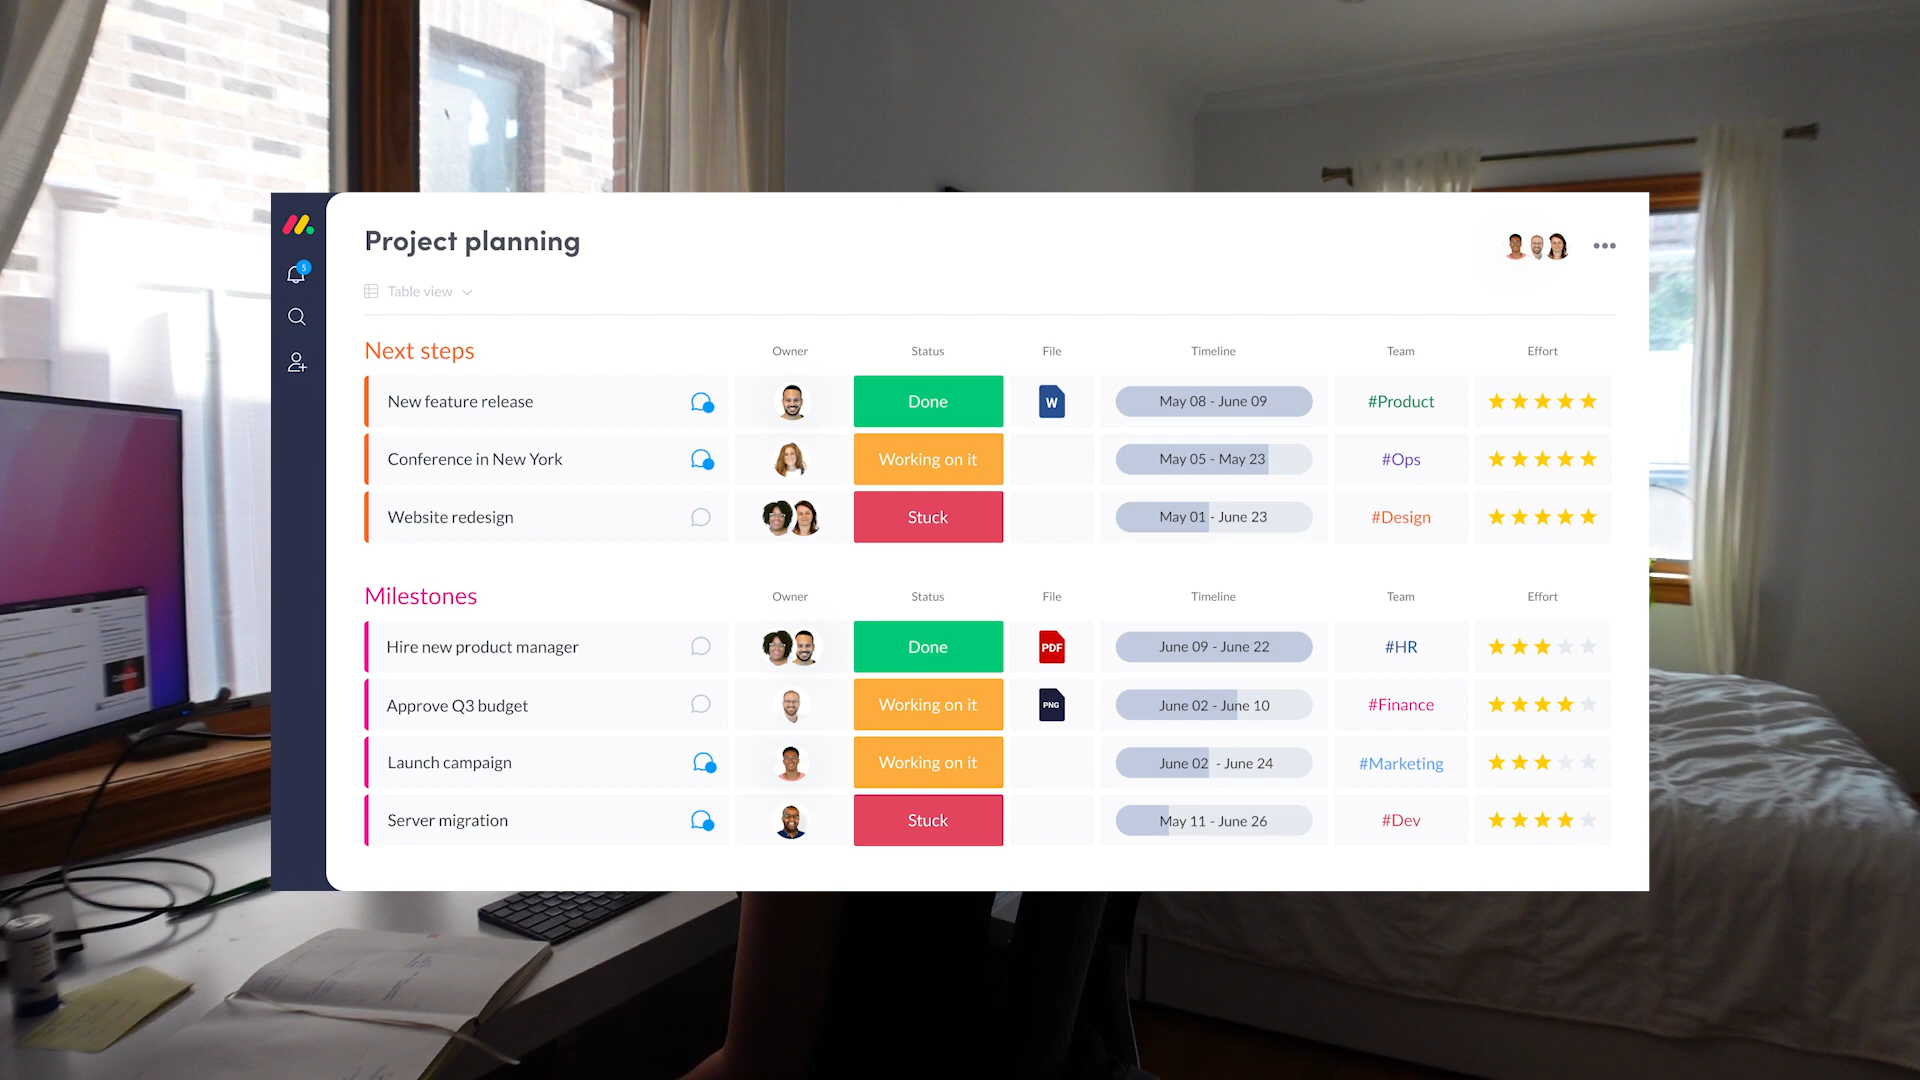 Project planning
5
Table view
Next steps Owner Status File Timeline Team Effort
New feature release Done W May 08 - June 09 #Product
Conference in New York Working on it May 05 - May 23 #Ops
Website redesign Stuck May 01 - June 23 #Design
Milestones Owner Status File Timeline Team Effort
Hire new product manager Done PDF June 09 - June 22 #HR
Approve Q3 budget Working on it PNG June 02 - June 10 #Finance
Launch campaign Working on it June 02 - June 24 #Marketing
Server migration Stuck May 11 - June 26 #Dev